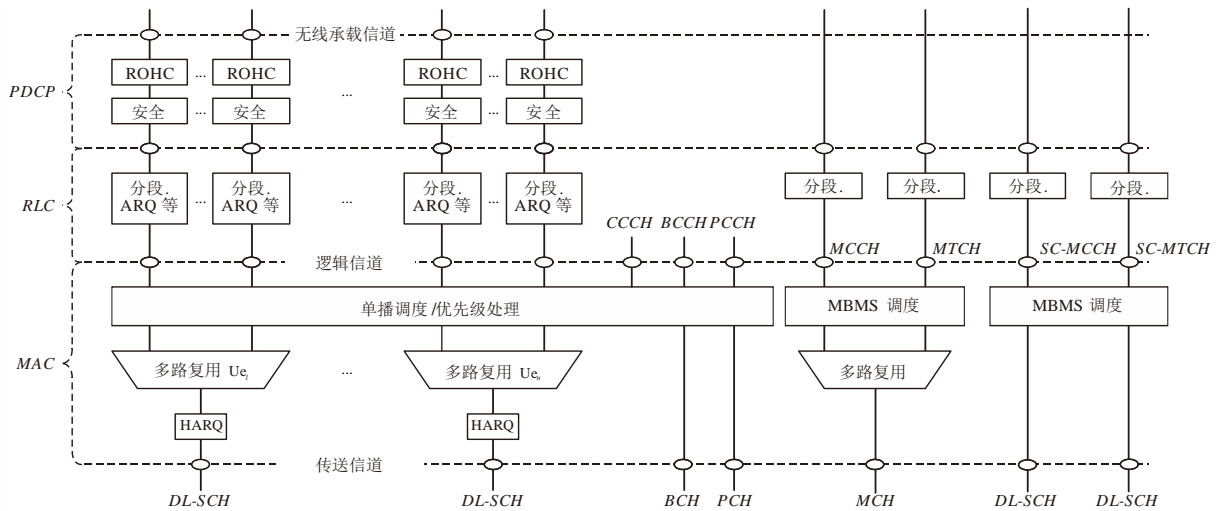 无线承载信道
ROHC ... ROHC ROHC ... ROHC
PDCP ...
安全 ... 安全 安全 ... 安全
分段. ARQ 等 ... 分段. ARQ 等 ... 分段. ARQ 等 ... 分段. ARQ 等 分段. 分段. 分段. 分段.
RLC
CCCH BCCH PCCH
MCCH MTCH SC-MCCH SC-MTCH
逻辑信道
单播调度 /优先级处理 MBMS 调度 MBMS 调度
MAC 多路复用 Ue₁ ... 多路复用 Ueₙ 多路复用
HARQ HARQ
传送信道
DL-SCH DL-SCH BCH PCH MCH DL-SCH DL-SCH